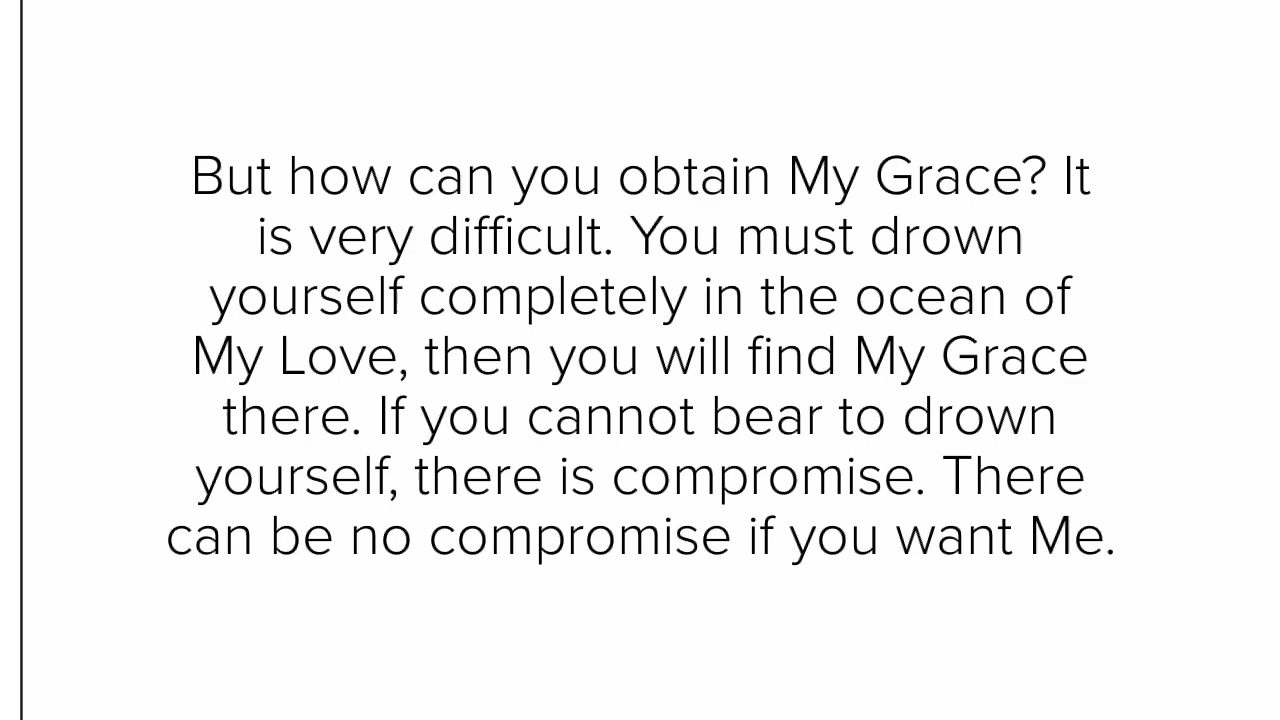 But how can you obtain My Grace? It
is very difficult. You must drown
yourself completely in the ocean of
My Love, then you will find My Grace
there. If you cannot bear to drown
yourself, there is compromise. There
can be no compromise if you want Me.